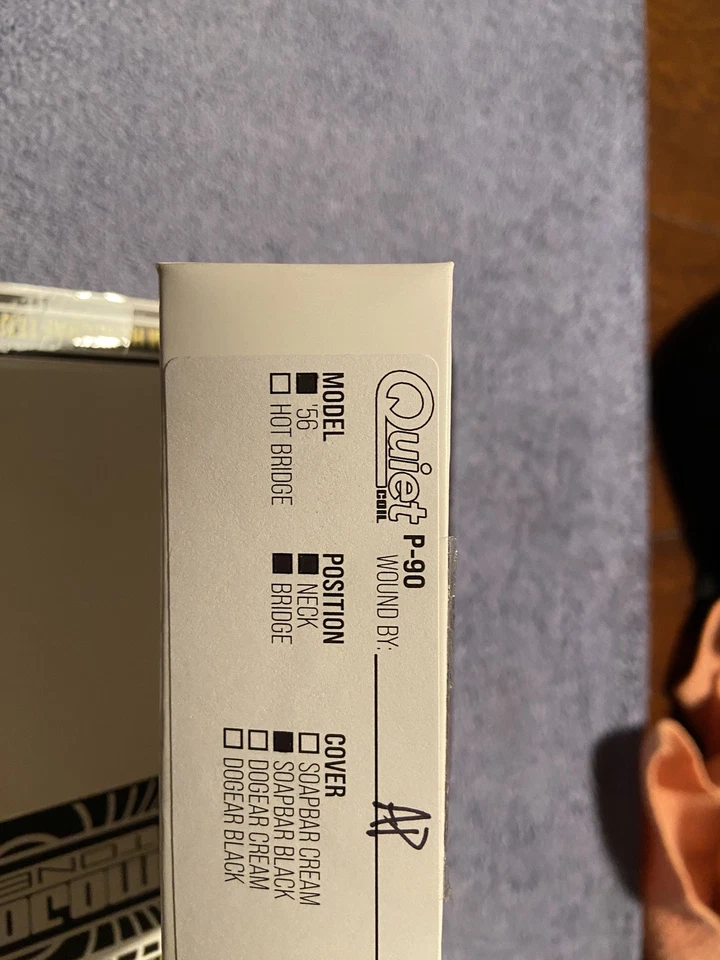 Quiet COIL P-90
WOUND BY: AP
MODEL
■ '56
□ HOT BRIDGE
POSITION
■ NECK
■ BRIDGE
COVER
□ SOAPBAR CREAM
■ SOAPBAR BLACK
□ DOGEAR CREAM
□ DOGEAR BLACK